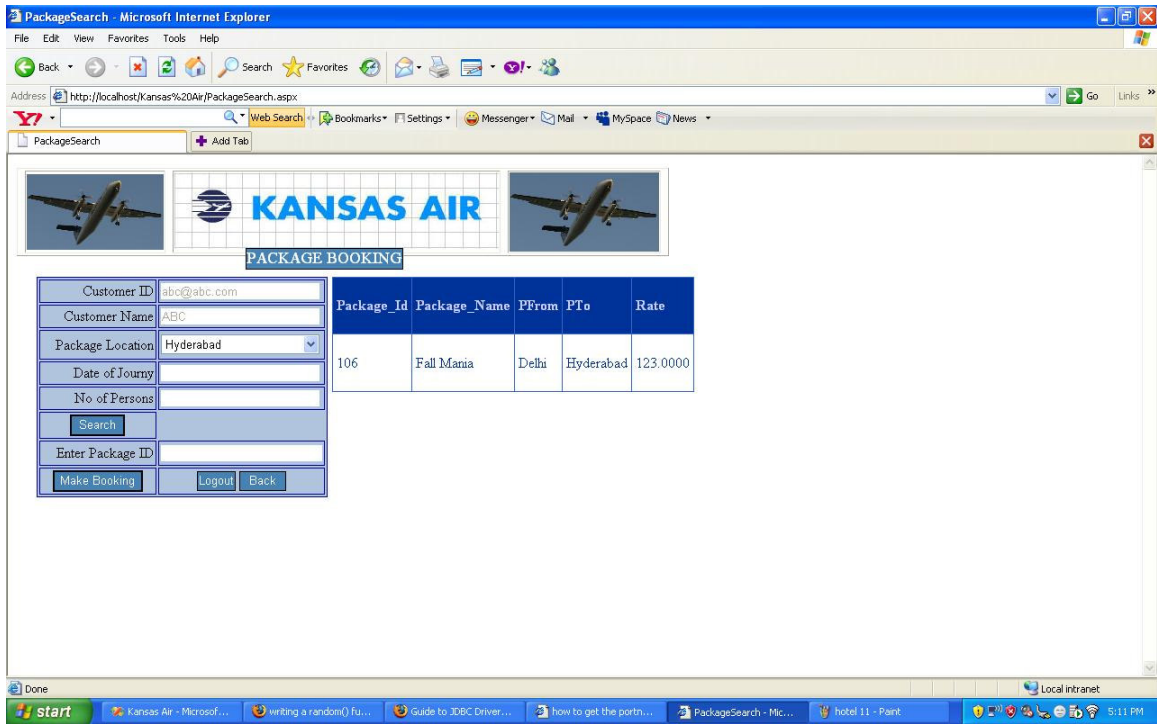 PackageSearch - Microsoft Internet Explorer
File Edit View Favorites Tools Help
Back Search Favorites
Address http://localhost/Kansas%20Air/PackageSearch.aspx Go Links »
Y! Web Search Bookmarks Settings Messenger Mail MySpace News
PackageSearch Add Tab
KANSAS AIR
PACKAGE BOOKING
Customer ID abc@abc.com
Customer Name ABC
Package Location Hyderabad
Date of Journy
No of Persons
Search
Enter Package ID
Make Booking Logout Back
Package_Id Package_Name PFrom PTo Rate
106 Fall Mania Delhi Hyderabad 123.0000
Done Local intranet
start Kansas Air - Microsof... writing a random() fu... Guide to JDBC Driver... how to get the portn... PackageSearch - Mic... hotel 11 - Paint 5:11 PM